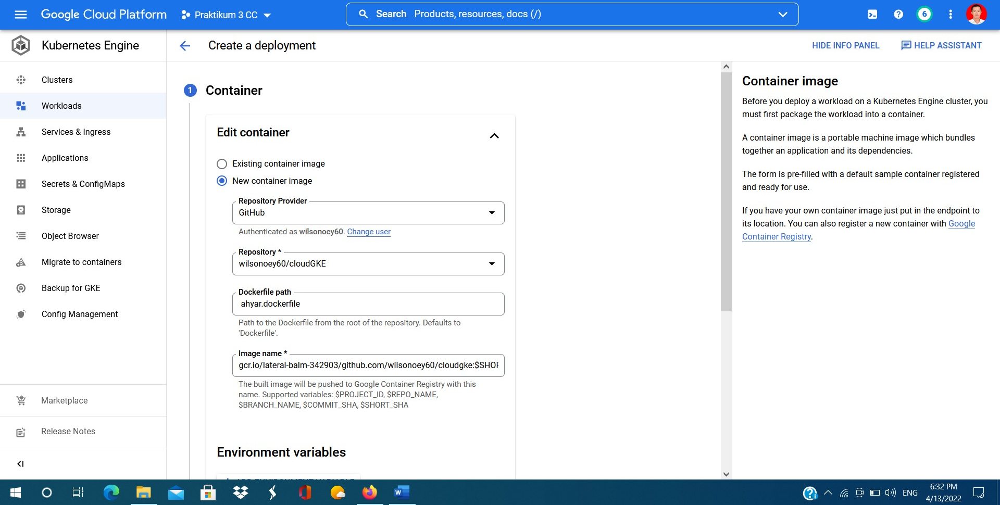 Google Cloud Platform
Praktikum 3 CC
Search Products, resources, docs (/)
6
Kubernetes Engine
Create a deployment
HIDE INFO PANEL
HELP ASSISTANT
Clusters
Workloads
Services & Ingress
Applications
Secrets & ConfigMaps
Storage
Object Browser
Migrate to containers
Backup for GKE
Config Management
Marketplace
Release Notes
1 Container
Edit container
Existing container image
New container image
Repository Provider
GitHub
Authenticated as wilsonoey60. Change user
Repository *
wilsonoey60/cloudGKE
Dockerfile path
ahyar.dockerfile
Path to the Dockerfile from the root of the repository. Defaults to
'Dockerfile'.
Image name *
gcr.io/lateral-balm-342903/github.com/wilsonoey60/cloudgke:$SHOR
The built image will be pushed to Google Container Registry with this
name. Supported variables: $PROJECT_ID, $REPO_NAME,
$BRANCH_NAME, $COMMIT_SHA, $SHORT_SHA
Environment variables
ADD ENVIRONMENT VARIABLE
Container image
Before you deploy a workload on a Kubernetes Engine cluster, you
must first package the workload into a container.
A container image is a portable machine image which bundles
together an application and its dependencies.
The form is pre-filled with a default sample container registered
and ready for use.
If you have your own container image just put in the endpoint to
its location. You can also register a new container with Google
Container Registry.
ENG
6:32 PM
4/13/2022